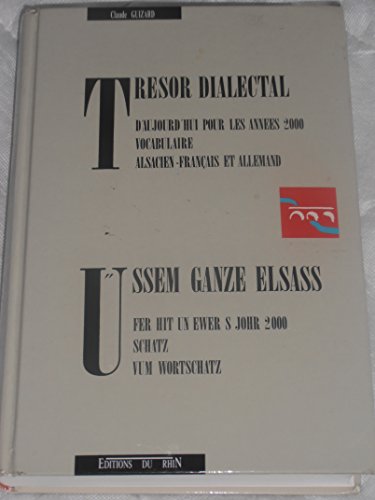 Claude GUIZARD
TRESOR DIALECTAL
D'AUJOURD'HUI POUR LES ANNEES 2000
VOCABULAIRE
ALSACIEN-FRANÇAIS ET ALLEMAND
ÜSSEM GANZE ELSASS
FER HIT UN EWER S JOHR 2000
SCHATZ
VUM WORTSCHATZ
EDITIONS DU RHIN